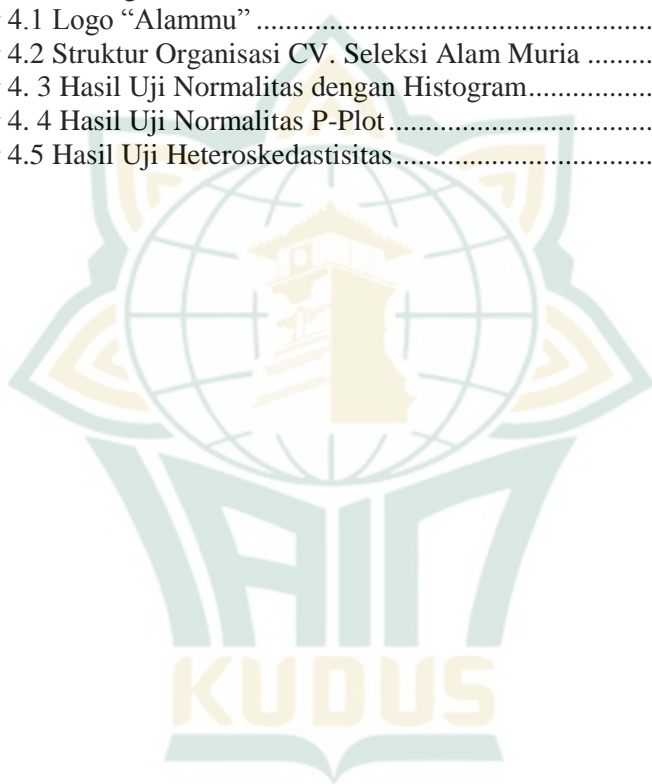 4.1 Logo “Alammu” .......................................................
4.2 Struktur Organisasi CV. Seleksi Alam Muria .........
4. 3 Hasil Uji Normalitas dengan Histogram..................
4. 4 Hasil Uji Normalitas P-Plot.....................................
4.5 Hasil Uji Heteroskedastisitas....................................
IAIN
KUDUS